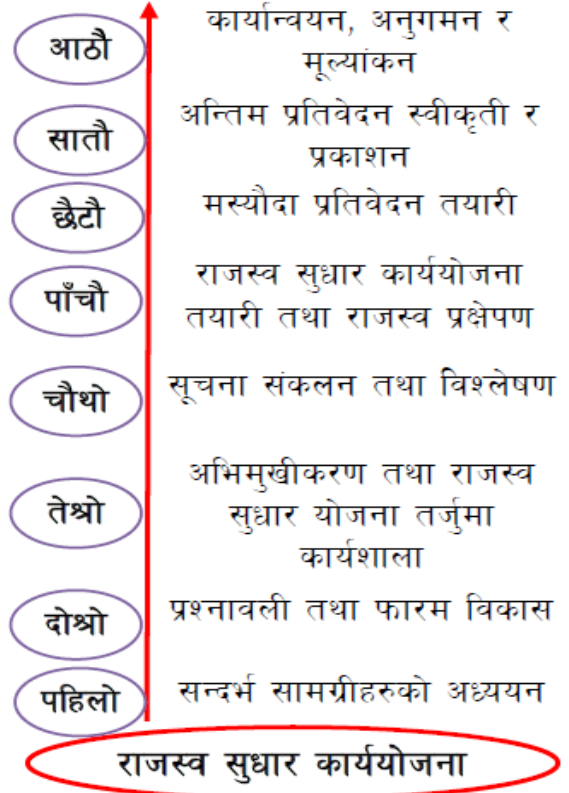 आठौ
कार्यान्वयन, अनुगमन र
मूल्यांकन
सातौ
अन्तिम प्रतिवेदन स्वीकृती र
प्रकाशन
छैटौ
मस्यौदा प्रतिवेदन तयारी
पाँचौ
राजस्व सुधार कार्ययोजना
तयारी तथा राजस्व प्रक्षेपण
चौथो
सूचना संकलन तथा विश्लेषण
तेश्रो
अभिमुखीकरण तथा राजस्व
सुधार योजना तर्जुमा
कार्यशाला
दोश्रो
प्रश्नावली तथा फारम विकास
पहिलो
सन्दर्भ सामग्रीहरुको अध्ययन
राजस्व सुधार कार्ययोजना